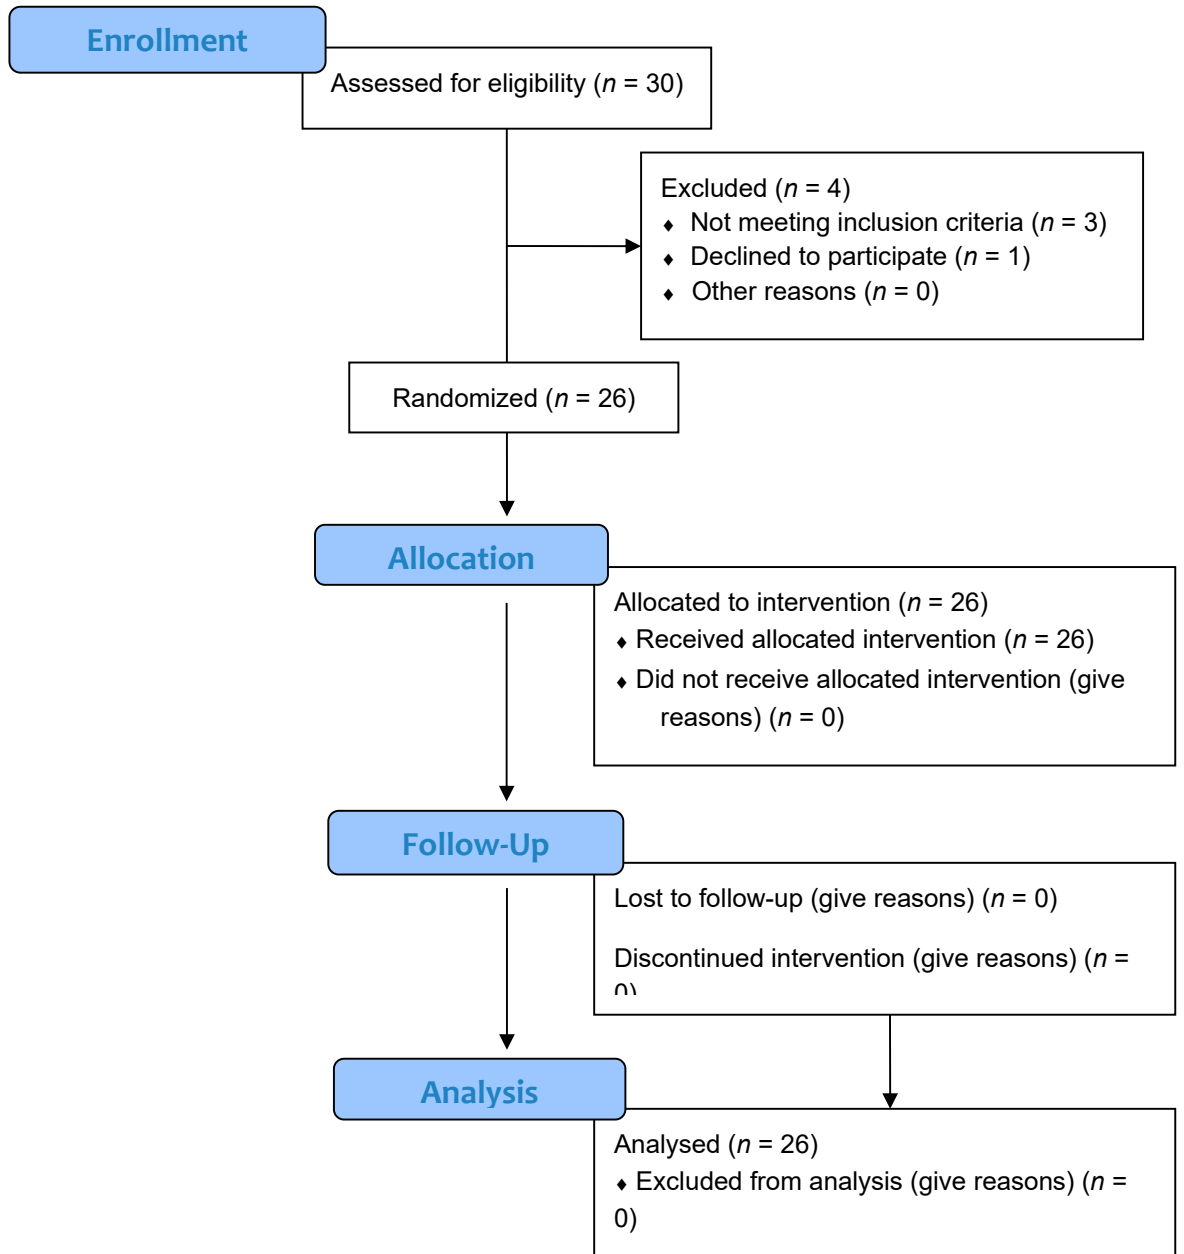 Enrollment
Assessed for eligibility (n = 30)
Excluded (n = 4)
♦ Not meeting inclusion criteria (n = 3)
♦ Declined to participate (n = 1)
♦ Other reasons (n = 0)
Randomized (n = 26)
Allocation
Allocated to intervention (n = 26)
♦ Received allocated intervention (n = 26)
♦ Did not receive allocated intervention (give
reasons) (n = 0)
Follow-Up
Lost to follow-up (give reasons) (n = 0)
Discontinued intervention (give reasons) (n =
0)
Analysis
Analysed (n = 26)
♦ Excluded from analysis (give reasons) (n =
0)